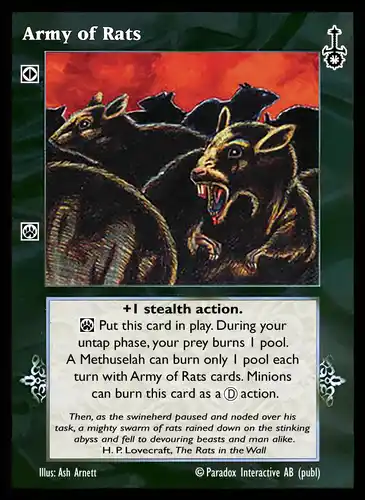 Army of Rats
+1 stealth action.
Put this card in play. During your
untap phase, your prey burns 1 pool.
A Methuselah can burn only 1 pool each
turn with Army of Rats cards. Minions
can burn this card as a Ⓓ action.
Then, as the swineherd paused and nodded over his
task, a mighty swarm of rats rained down on the stinking
abyss and fell to devouring beasts and man alike.
H. P. Lovecraft, The Rats in the Wall
Illus: Ash Arnett
© Paradox Interactive AB (publ)